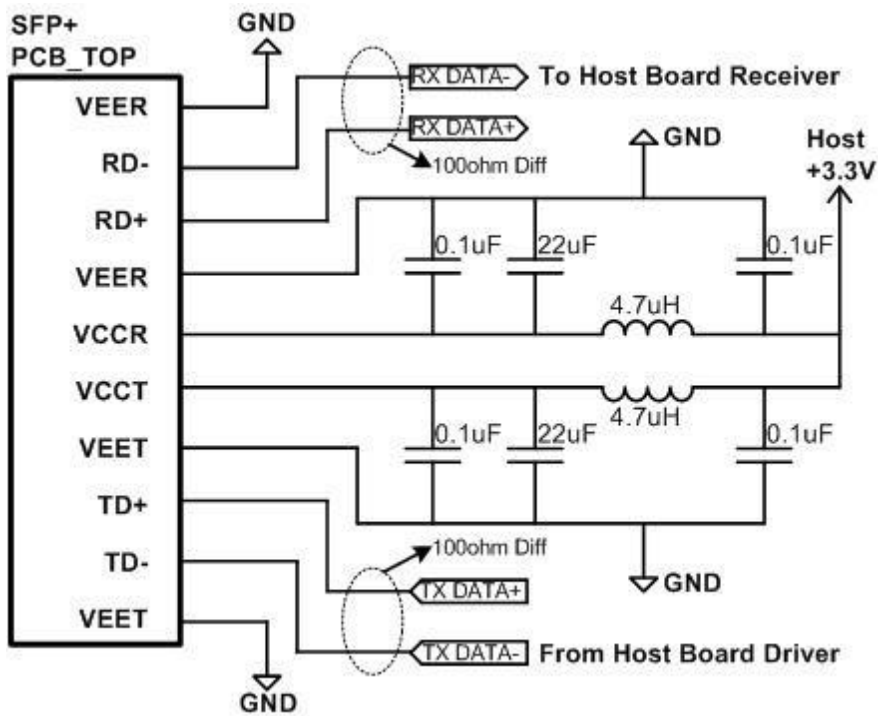 SFP+
PCB_TOP
GND
VEER
RX DATA-
To Host Board Receiver
RD-
RX DATA+
GND
Host
+3.3V
100ohm Diff
RD+
0.1uF
22uF
0.1uF
VEER
4.7uH
VCCR
VCCT
4.7uH
0.1uF
22uF
0.1uF
VEET
TD+
100ohm Diff
TD-
TX DATA+
GND
VEET
TX DATA-
From Host Board Driver
GND